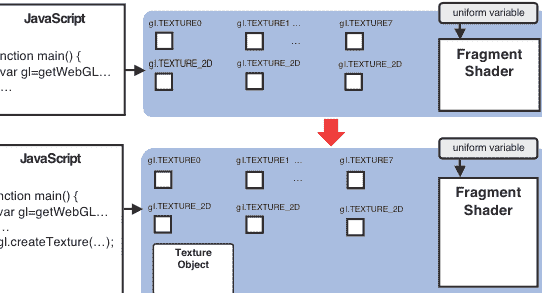 JavaScript
nction main() {
var gl=getWebGL…
…
gl.TEXTURE0 gl.TEXTURE1 … gl.TEXTURE7
…
gl.TEXTURE_2D gl.TEXTURE_2D gl.TEXTURE_2D
uniform variable
Fragment
Shader
JavaScript
nction main() {
var gl=getWebGL…
…
gl.createTexture(…);
gl.TEXTURE0 gl.TEXTURE1 … gl.TEXTURE7
…
gl.TEXTURE_2D gl.TEXTURE_2D gl.TEXTURE_2D
Texture
Object
uniform variable
Fragment
Shader